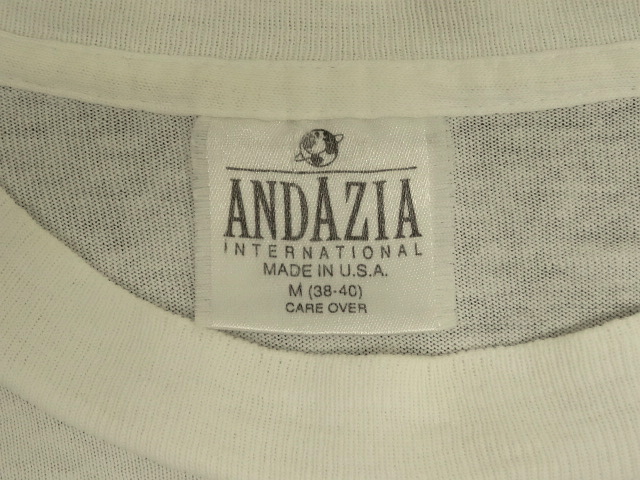 ANDAZIA
INTERNATIONAL
MADE IN U.S.A.
M (38-40)
CARE OVER